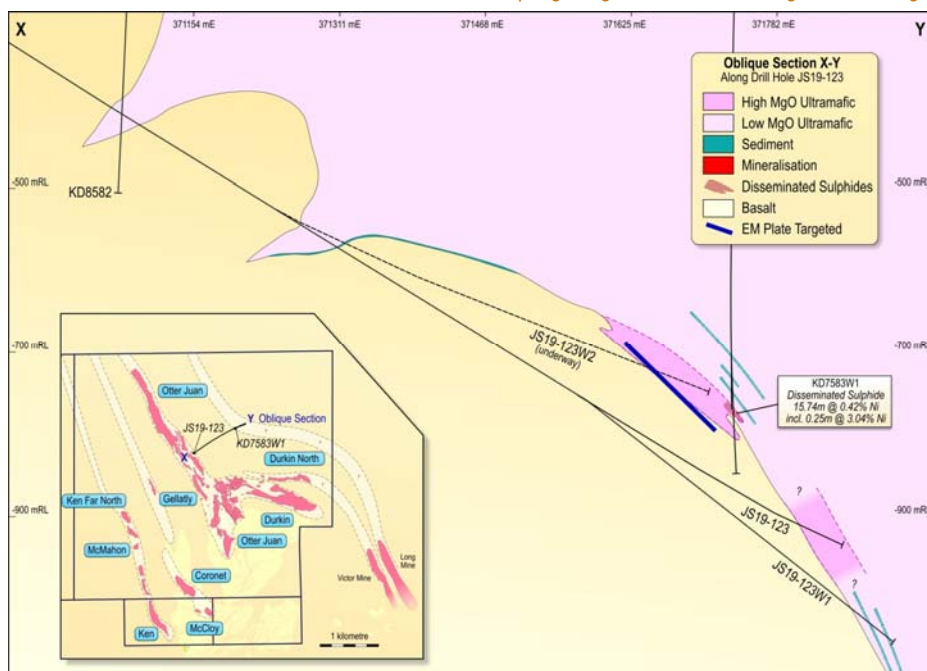 X
371154 mE
371311 mE
371468 mE
371625 mE
371782 mE
Y
Oblique Section X-Y
Along Drill Hole JS19-123
High MgO Ultramafic
Low MgO Ultramafic
Sediment
Mineralisation
Disseminated Sulphides
Basalt
EM Plate Targeted
-500 mRL
KD8582
-500 mRL
-700 mRL
JS19-123W2
(underway)
-700 mRL
KD7583W1
Disseminated Sulphide
15.74m @ 0.42% Ni
incl. 0.25m @ 3.04% Ni
-900 mRL
?
JS19-123
-900 mRL
JS19-123W1
?
Otter Juan
JS19-123
Y Oblique Section
KD7583W1
X
Durkin North
Ken Far North
Gellatly
Durkin
McMahon
Otter Juan
Coronet
Victor Mine
Long
Mine
Ken
McCloy
1 kilometre